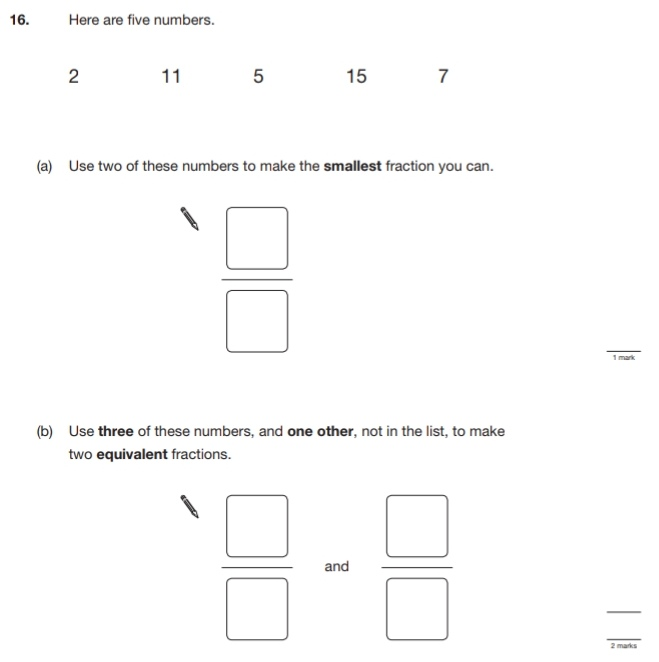 16. Here are five numbers.
2 11 5 15 7
(a) Use two of these numbers to make the smallest fraction you can.
1 mark
(b) Use three of these numbers, and one other, not in the list, to make
two equivalent fractions.
and
2 marks